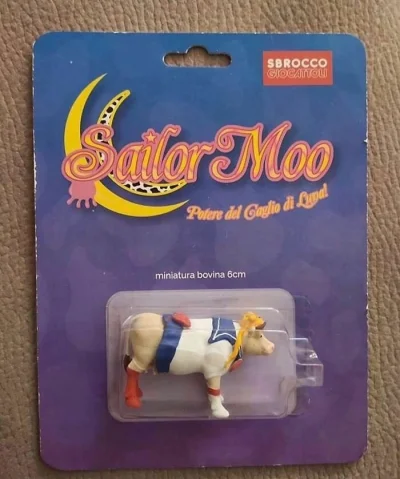 SBROCCO
GIOCATTOLI
Sailor Moo
Potere del Caglio di Luna!
miniatura bovina 6cm